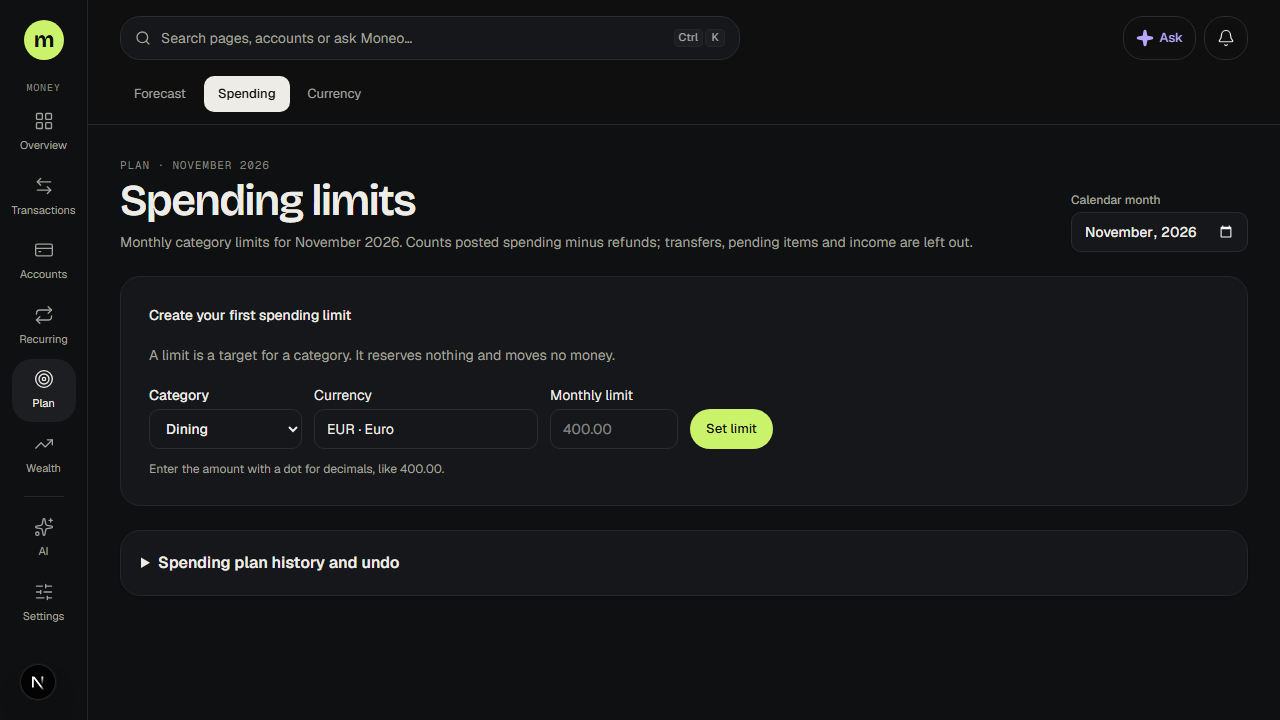 m
Search pages, accounts or ask Moneo...
Ctrl K
Ask
MONEY
Overview
Transactions
Accounts
Recurring
Plan
Wealth
AI
Settings
N
Forecast
Spending
Currency
PLAN · NOVEMBER 2026
Spending limits
Monthly category limits for November 2026. Counts posted spending minus refunds; transfers, pending items and income are left out.
Calendar month
November, 2026
Create your first spending limit
A limit is a target for a category. It reserves nothing and moves no money.
Category
Currency
Monthly limit
Dining
EUR · Euro
400.00
Set limit
Enter the amount with a dot for decimals, like 400.00.
Spending plan history and undo